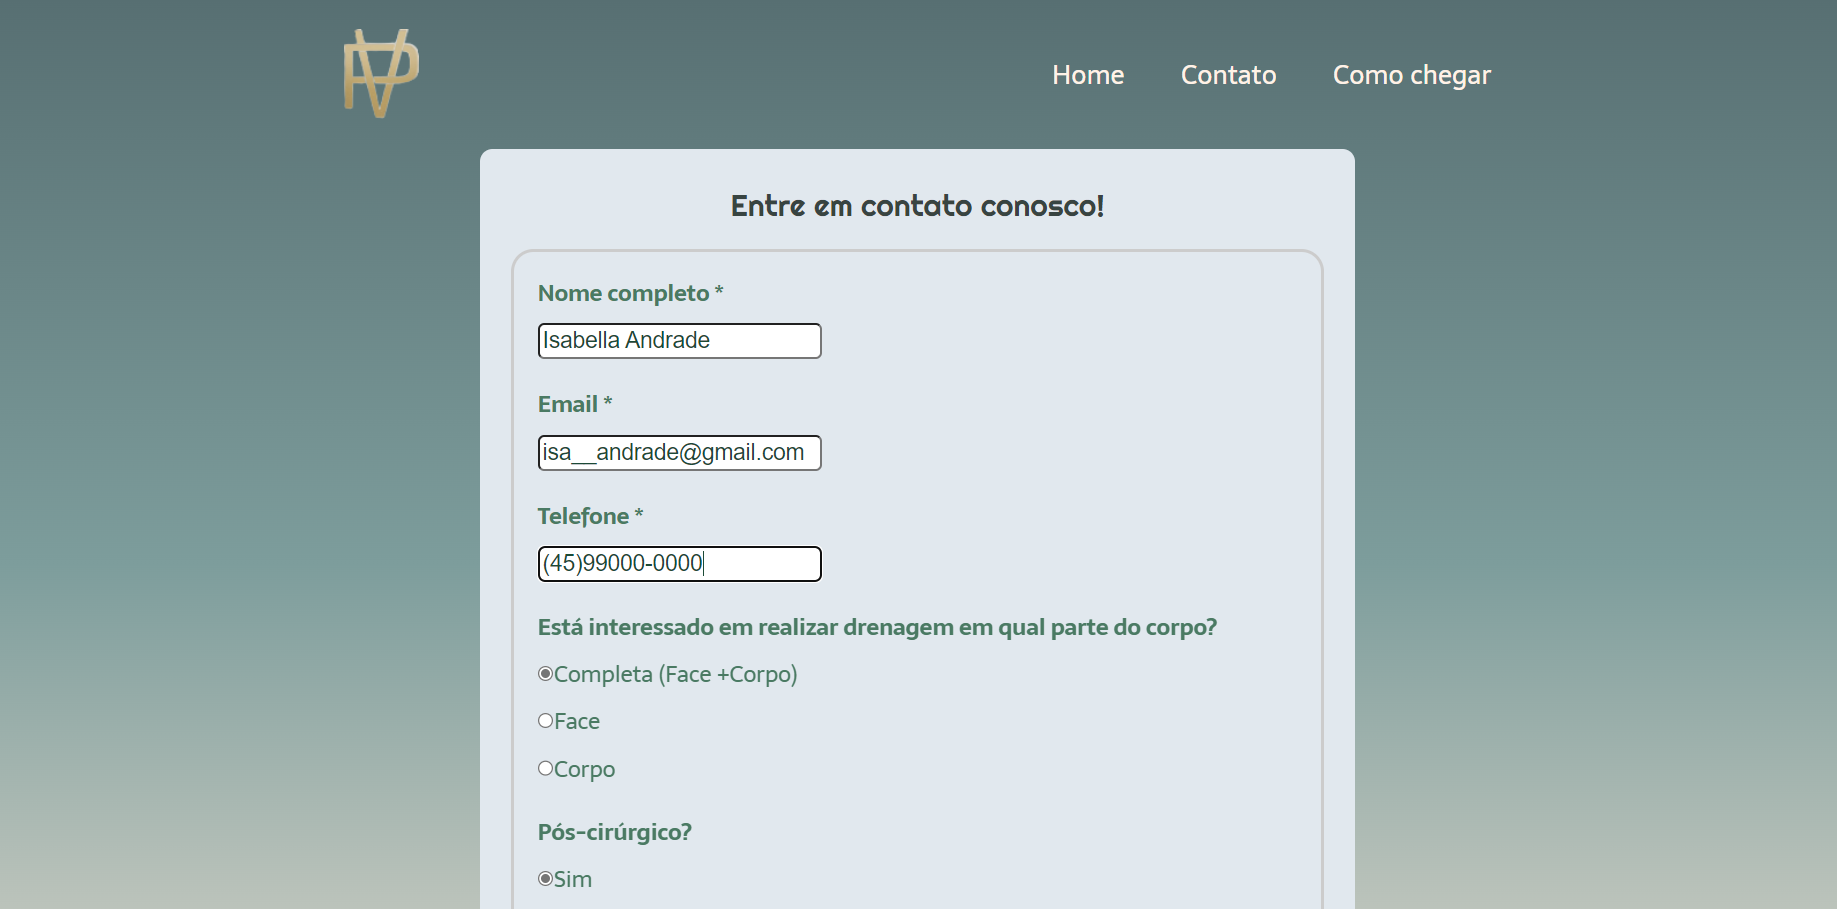 VP
Home Contato Como chegar
Entre em contato conosco!
Nome completo *
Isabella Andrade
Email *
isa__andrade@gmail.com
Telefone *
(45)99000-0000
Está interessado em realizar drenagem em qual parte do corpo?
Completa (Face +Corpo)
Face
Corpo
Pós-cirúrgico?
Sim